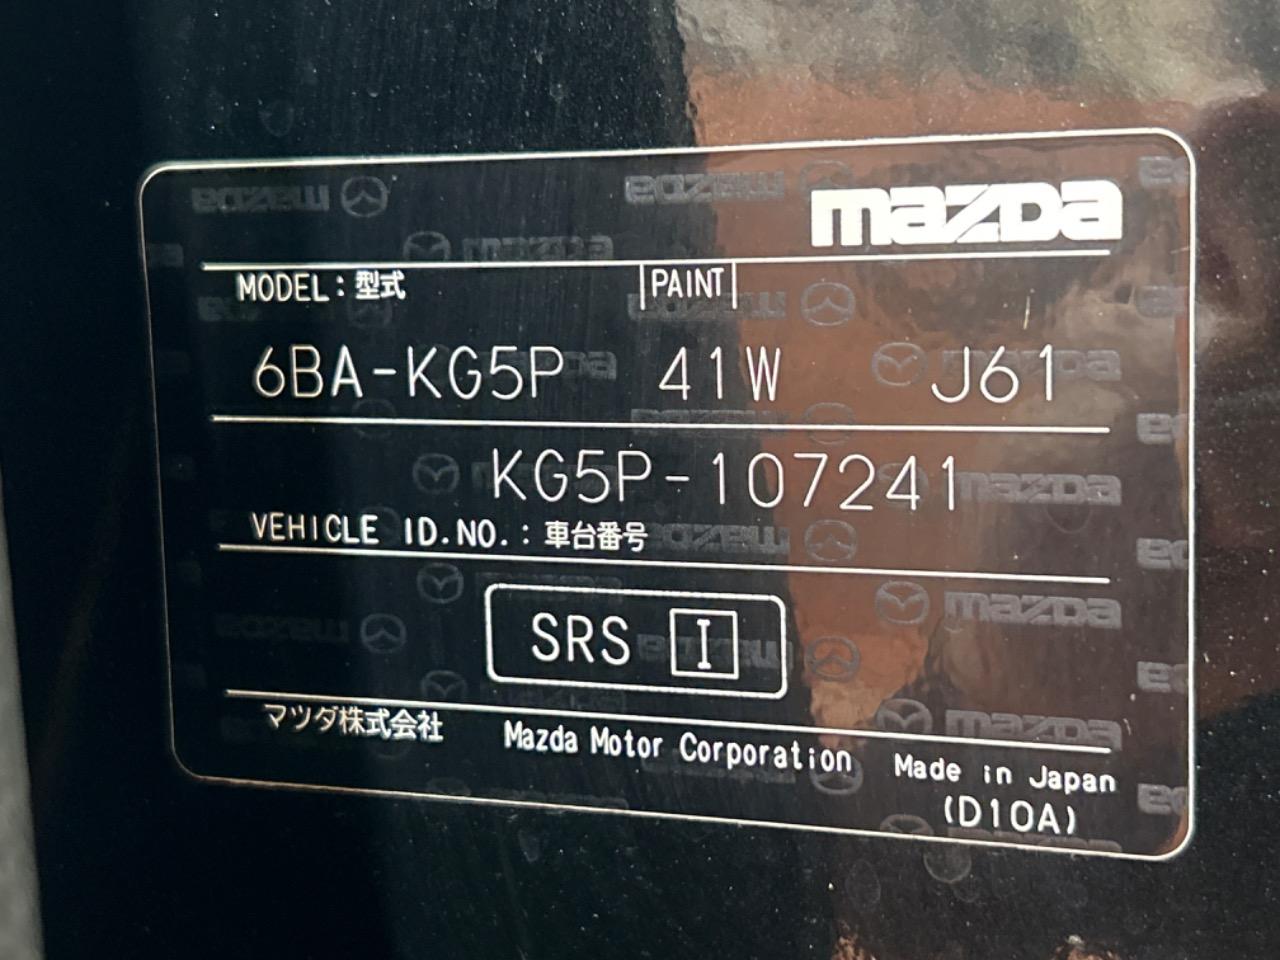 mazda
MODEL：型式 PAINT
6BA-KG5P 41W J61
KG5P-107241
VEHICLE ID.NO.：車台番号
SRS I
マツダ株式会社 Mazda Motor Corporation Made in Japan
(D10A)